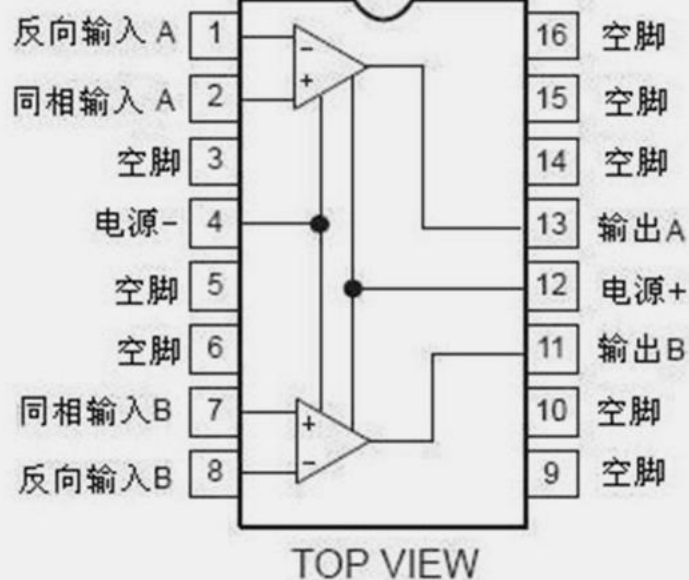 反向输入A 1
同相输入A 2
空脚 3
电源- 4
空脚 5
空脚 6
同相输入B 7
反向输入B 8
16 空脚
15 空脚
14 空脚
13 输出A
12 电源+
11 输出B
10 空脚
9 空脚
-
+
+
-
TOP VIEW